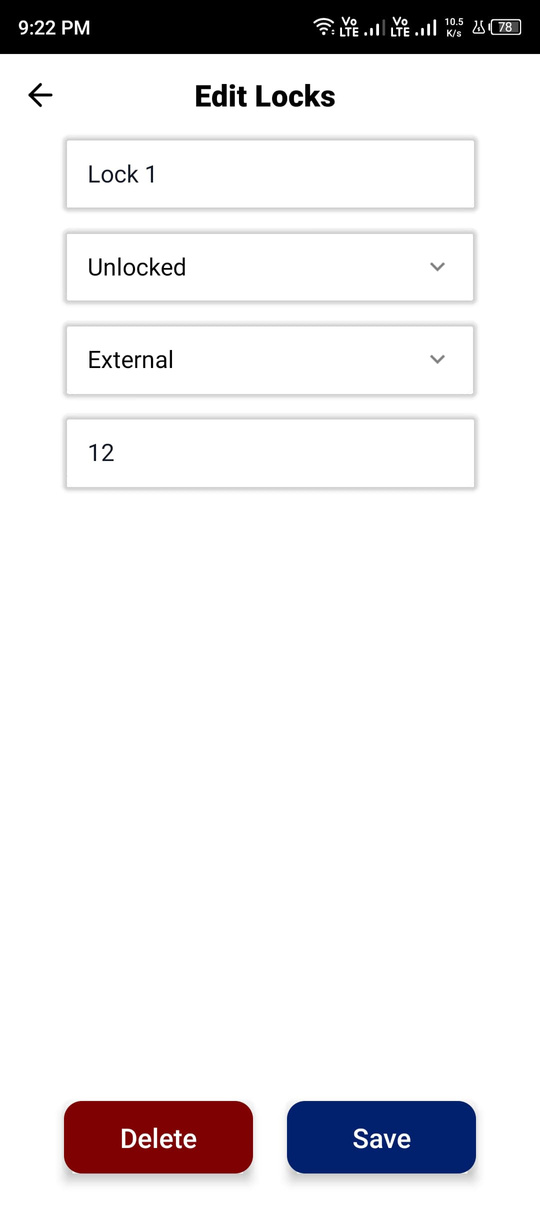 9:22 PM Vo LTE Vo LTE 10.5 K/s 78
Edit Locks
Lock 1
Unlocked
External
12
Delete Save